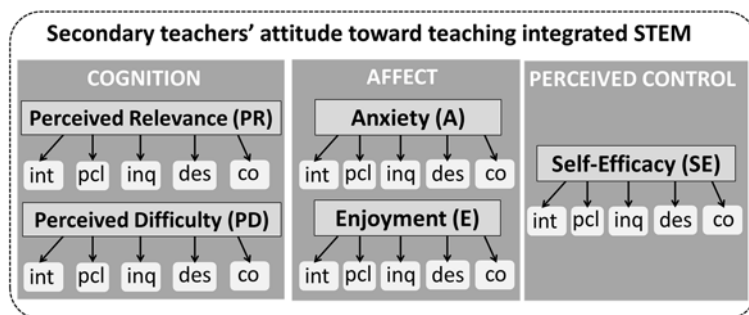 Secondary teachers' attitude toward teaching integrated STEM
COGNITION
Perceived Relevance (PR)
int pcl inq des co
Perceived Difficulty (PD)
int pcl inq des co
AFFECT
Anxiety (A)
int pcl inq des co
Enjoyment (E)
int pcl inq des co
PERCEIVED CONTROL
Self-Efficacy (SE)
int pcl inq des co